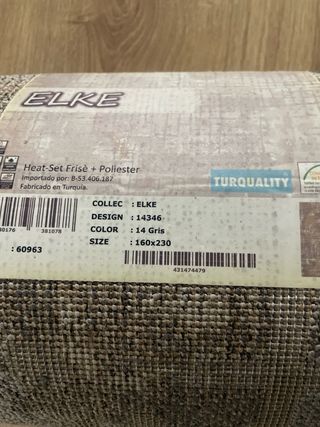 ELKE
Heat-Set Frisè + Poliester
Importado por: B-53.406.187
Fabricado en Turquía.
TURQUALITY
COLLEC : ELKE
DESIGN : 14346
COLOR : 14 Gris
SIZE : 160x230
381078
: 60963
431474479